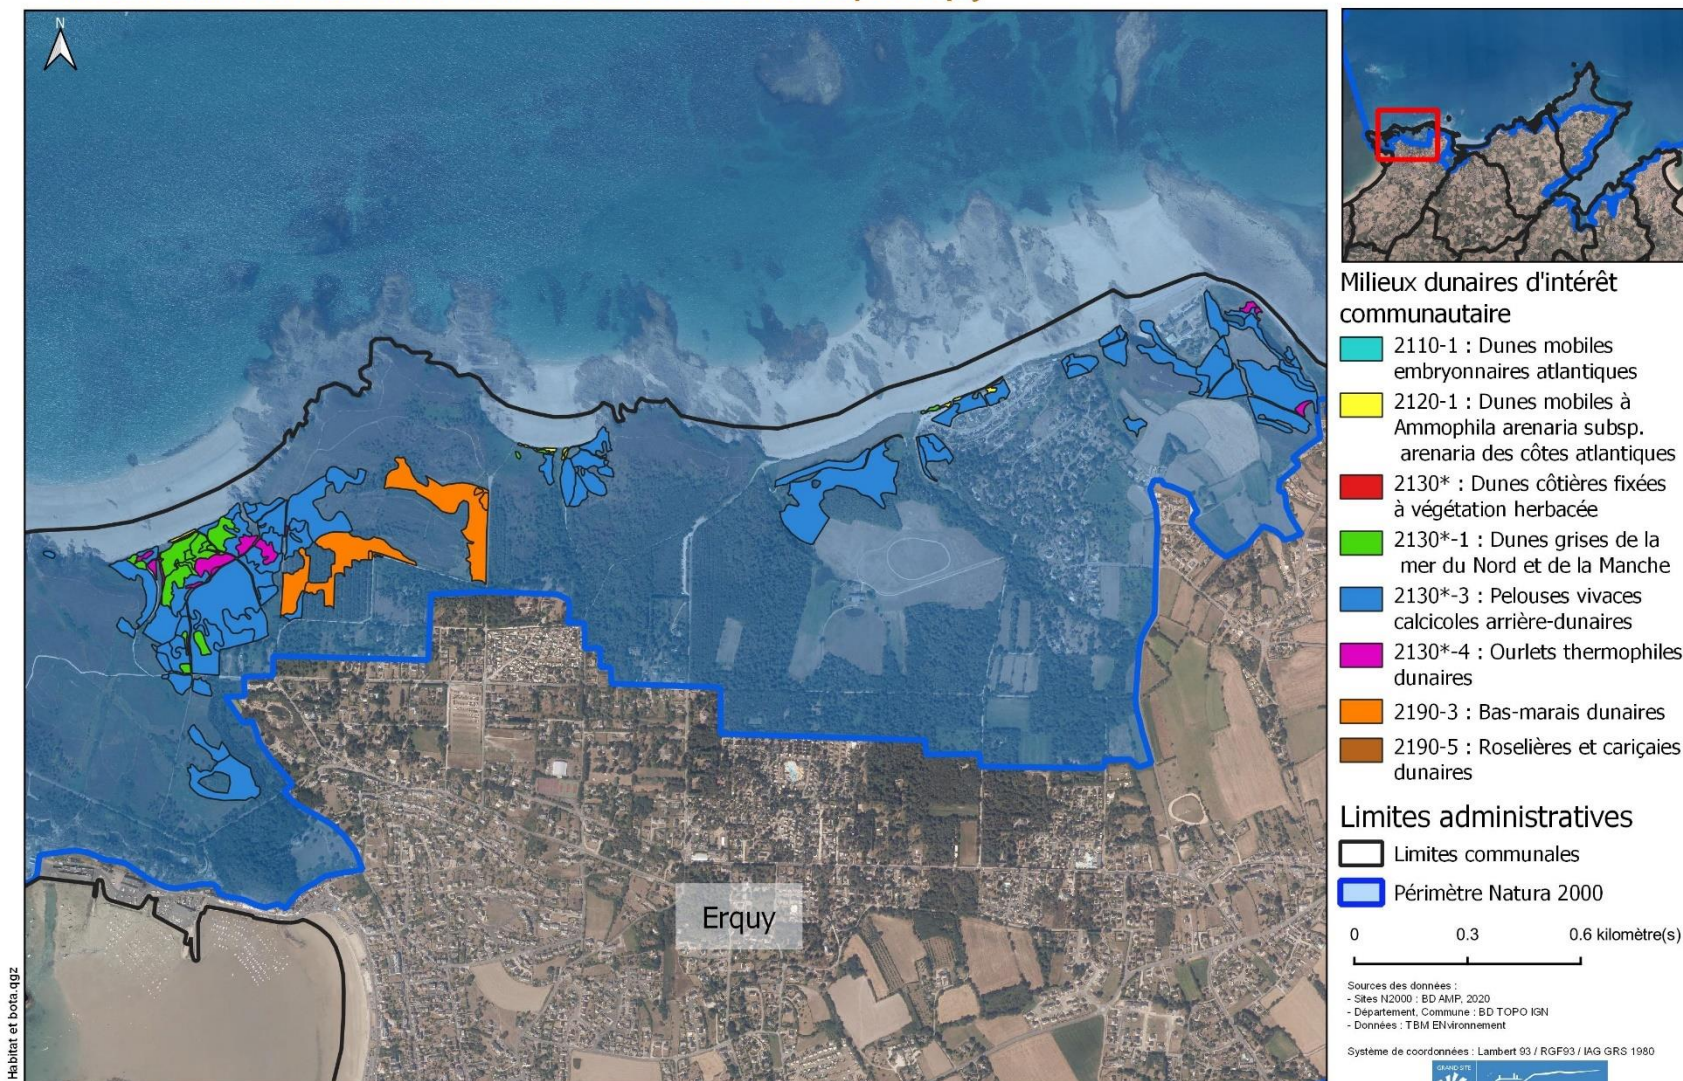 N
Milieux dunaires d'intérêt
communautaire
2110-1 : Dunes mobiles
embryonnaires atlantiques
2120-1 : Dunes mobiles à
Ammophila arenaria subsp.
arenaria des côtes atlantiques
2130* : Dunes côtières fixées
à végétation herbacée
2130*-1 : Dunes grises de la
mer du Nord et de la Manche
2130*-3 : Pelouses vivaces
calcicoles arrière-dunaires
2130*-4 : Ourlets thermophiles
dunaires
2190-3 : Bas-marais dunaires
2190-5 : Roselières et cariçaies
dunaires
Limites administratives
Limites communales
Périmètre Natura 2000
0 0.3 0.6 kilomètre(s)
Sources des données :
- Sites N2000 : BD AMP, 2020
- Département, Commune : BD TOPO IGN
- Données : TBM ENvironnement
Système de coordonnées : Lambert 93 / RGF93 / IAG GRS 1980
GRAND SITE
Erquy
Habitat et bota.qgz